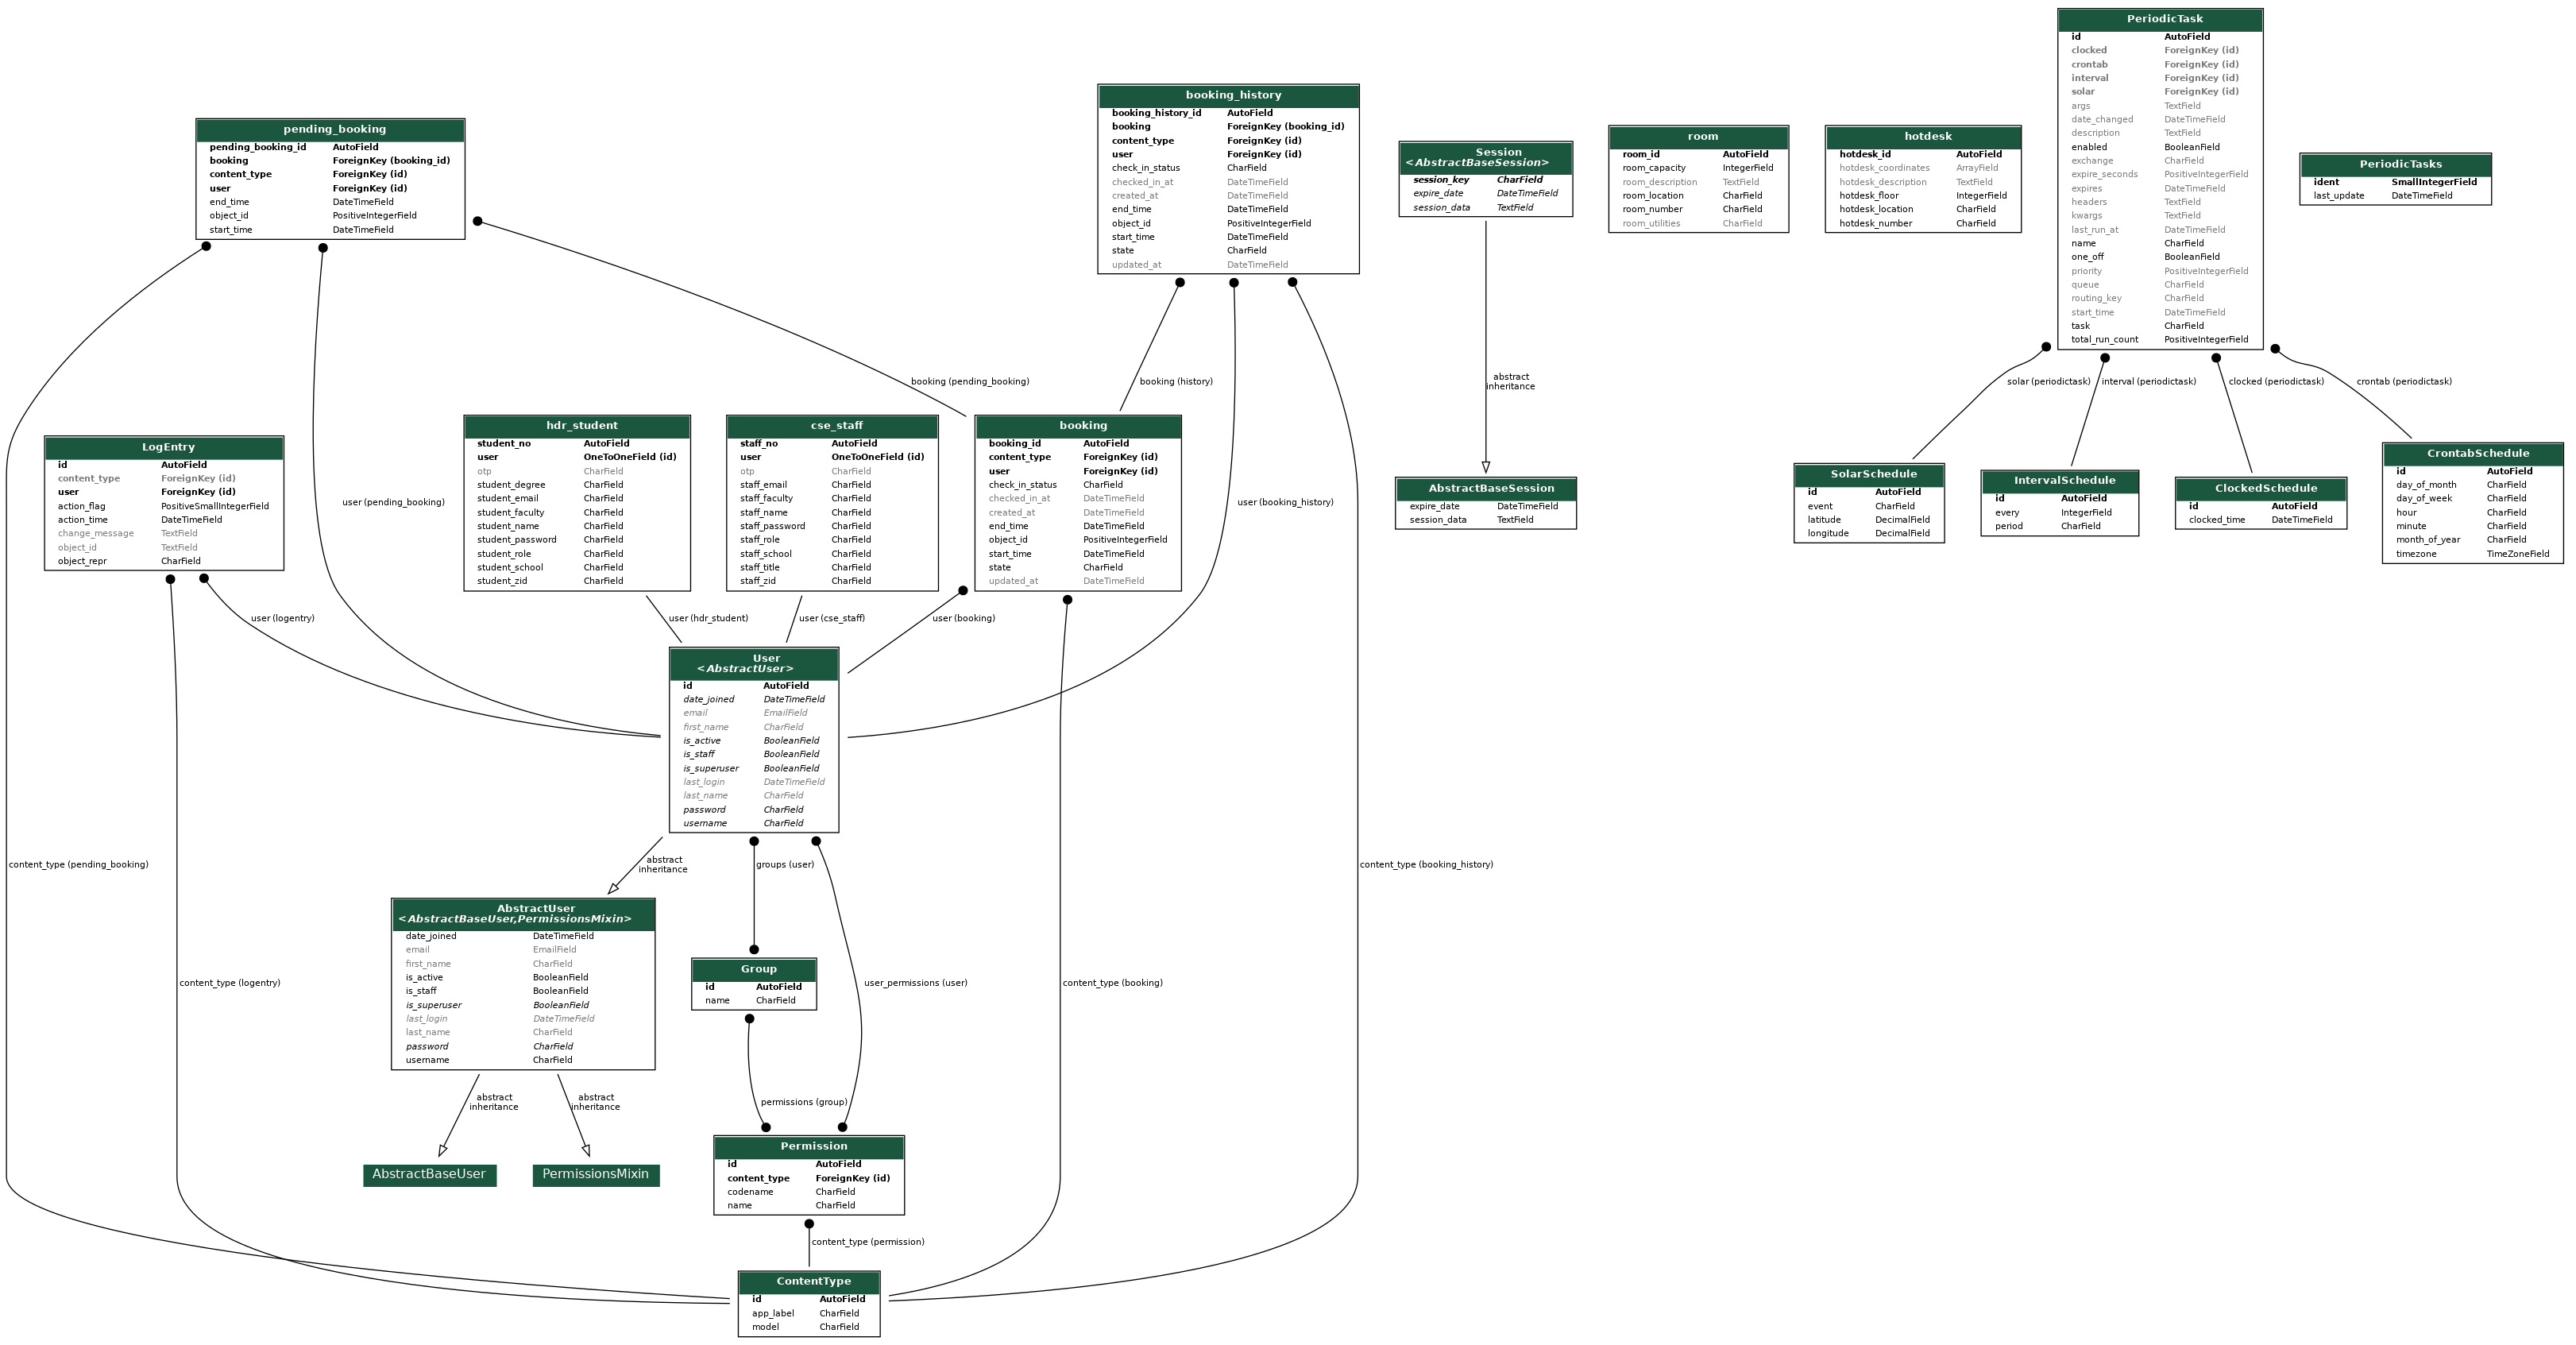 PeriodicTask
id AutoField
clocked ForeignKey (id)
crontab ForeignKey (id)
interval ForeignKey (id)
solar ForeignKey (id)
args TextField
date_changed DateTimeField
description TextField
enabled BooleanField
exchange CharField
expire_seconds PositiveIntegerField
expires DateTimeField
headers TextField
kwargs TextField
last_run_at DateTimeField
name CharField
one_off BooleanField
priority PositiveIntegerField
queue CharField
routing_key CharField
start_time DateTimeField
task CharField
total_run_count PositiveIntegerField
booking_history
booking_history_id AutoField
booking ForeignKey (booking_id)
content_type ForeignKey (id)
user ForeignKey (id)
check_in_status CharField
checked_in_at DateTimeField
created_at DateTimeField
end_time DateTimeField
object_id PositiveIntegerField
start_time DateTimeField
state CharField
updated_at DateTimeField
pending_booking
pending_booking_id AutoField
booking ForeignKey (booking_id)
content_type ForeignKey (id)
user ForeignKey (id)
end_time DateTimeField
object_id PositiveIntegerField
start_time DateTimeField
Session
<AbstractBaseSession>
session_key CharField
expire_date DateTimeField
session_data TextField
room
room_id AutoField
room_capacity IntegerField
room_description TextField
room_location CharField
room_number CharField
room_utilities CharField
hotdesk
hotdesk_id AutoField
hotdesk_coordinates ArrayField
hotdesk_description TextField
hotdesk_floor IntegerField
hotdesk_location CharField
hotdesk_number CharField
PeriodicTasks
ident SmallIntegerField
last_update DateTimeField
booking (pending_booking)
booking (history)
abstract
inheritance
solar (periodictask)
interval (periodictask)
clocked (periodictask)
crontab (periodictask)
LogEntry
id AutoField
content_type ForeignKey (id)
user ForeignKey (id)
action_flag PositiveSmallIntegerField
action_time DateTimeField
change_message TextField
object_id TextField
object_repr CharField
user (pending_booking)
hdr_student
student_no AutoField
user OneToOneField (id)
otp CharField
student_degree CharField
student_email CharField
student_faculty CharField
student_name CharField
student_password CharField
student_role CharField
student_school CharField
student_zid CharField
cse_staff
staff_no AutoField
user OneToOneField (id)
otp CharField
staff_email CharField
staff_faculty CharField
staff_name CharField
staff_password CharField
staff_role CharField
staff_school CharField
staff_title CharField
staff_zid CharField
booking
booking_id AutoField
content_type ForeignKey (id)
user ForeignKey (id)
check_in_status CharField
checked_in_at DateTimeField
created_at DateTimeField
end_time DateTimeField
object_id PositiveIntegerField
start_time DateTimeField
state CharField
updated_at DateTimeField
user (booking_history)
AbstractBaseSession
expire_date DateTimeField
session_data TextField
SolarSchedule
id AutoField
event CharField
latitude DecimalField
longitude DecimalField
IntervalSchedule
id AutoField
every IntegerField
period CharField
ClockedSchedule
id AutoField
clocked_time DateTimeField
CrontabSchedule
id AutoField
day_of_month CharField
day_of_week CharField
hour CharField
minute CharField
month_of_year CharField
timezone TimeZoneField
user (logentry)
user (hdr_student)
user (cse_staff)
user (booking)
User
<AbstractUser>
id AutoField
date_joined DateTimeField
email EmailField
first_name CharField
is_active BooleanField
is_staff BooleanField
is_superuser BooleanField
last_login DateTimeField
last_name CharField
password CharField
username CharField
content_type (pending_booking)
abstract
inheritance
groups (user)
content_type (booking_history)
AbstractUser
<AbstractBaseUser,PermissionsMixin>
date_joined DateTimeField
email EmailField
first_name CharField
is_active BooleanField
is_staff BooleanField
is_superuser BooleanField
last_login DateTimeField
last_name CharField
password CharField
username CharField
content_type (logentry)
Group
id AutoField
name CharField
user_permissions (user)
content_type (booking)
abstract
inheritance
abstract
inheritance
permissions (group)
AbstractBaseUser
PermissionsMixin
Permission
id AutoField
content_type ForeignKey (id)
codename CharField
name CharField
content_type (permission)
ContentType
id AutoField
app_label CharField
model CharField